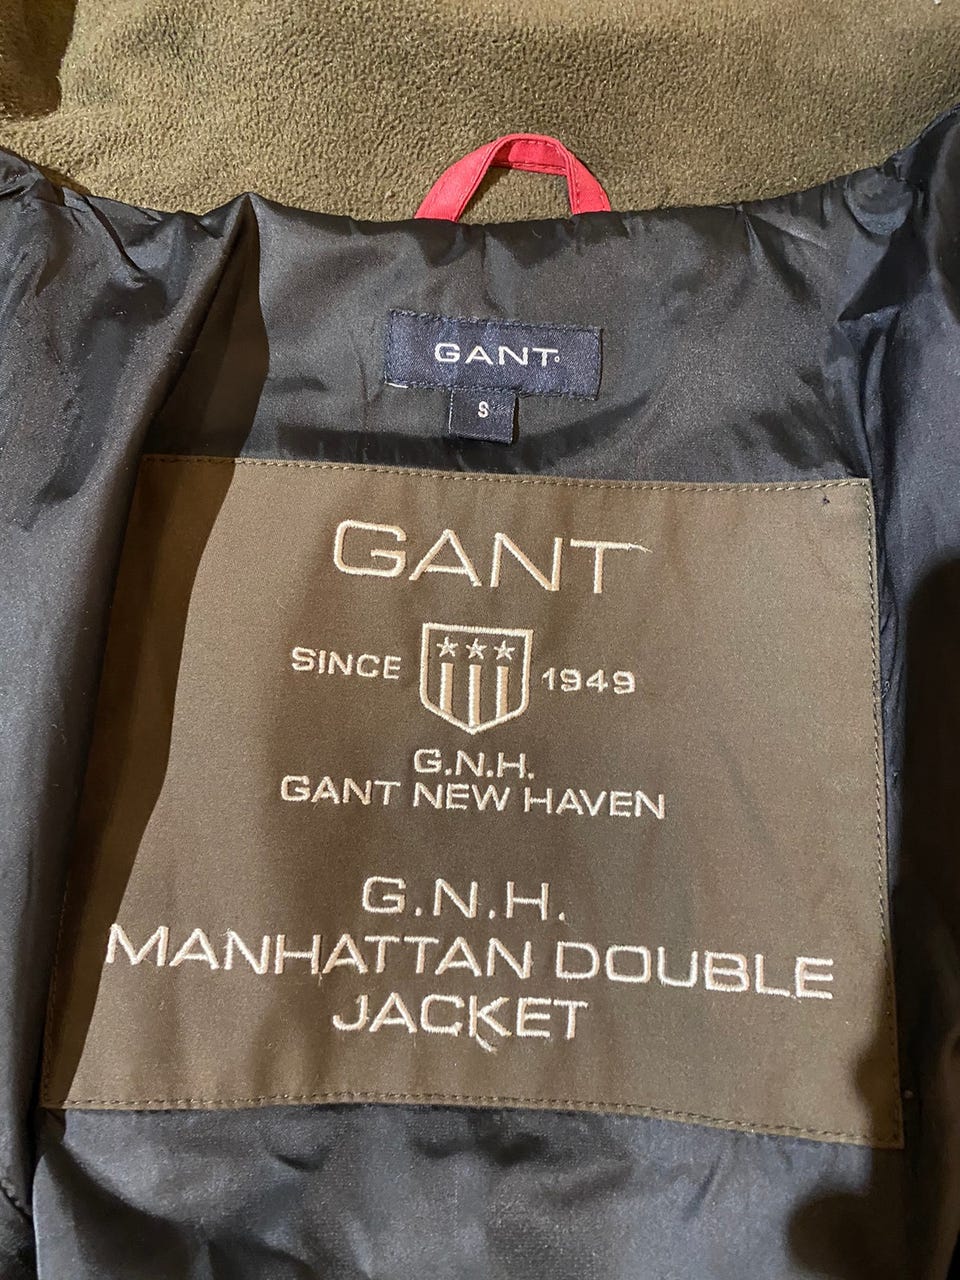 GANT
S
GANT
SINCE 1949
G.N.H.
GANT NEW HAVEN
G.N.H.
MANHATTAN DOUBLE
JACKET